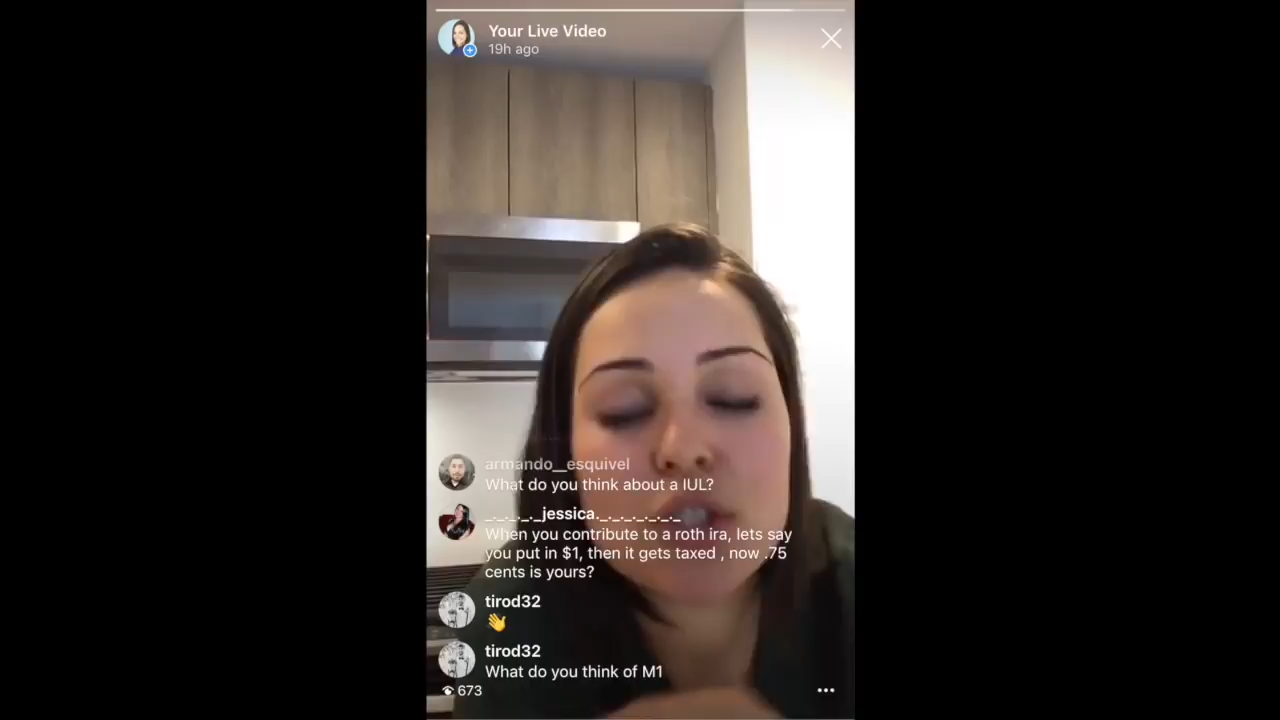 Your Live Video
19h ago
armando__esquivel
What do you think about a IUL?
_._._._._jessica._._._._._._._
When you contribute to a roth ira, lets say
you put in $1, then it gets taxed , now .75
cents is yours?
tirod32
👋
tirod32
What do you think of M1
673